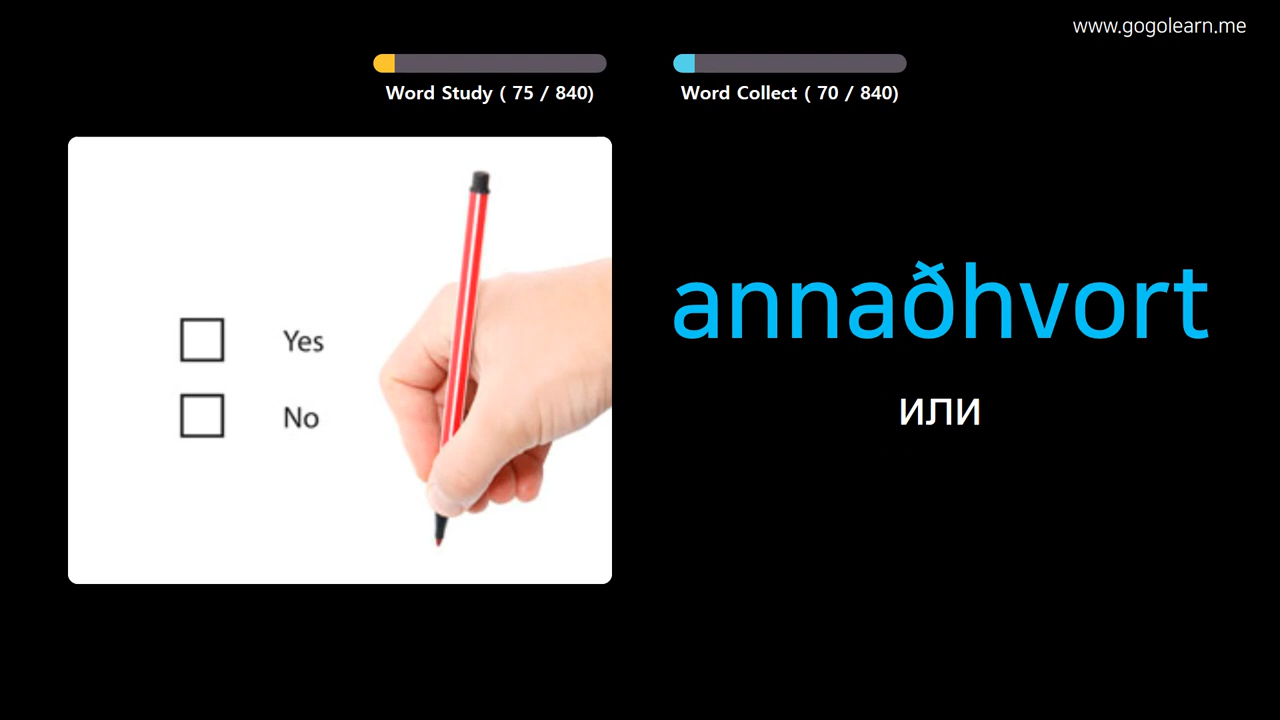 www.gogolearn.me
Word Study ( 75 / 840)
Word Collect ( 70 / 840)
Yes
No
annaðhvort
или